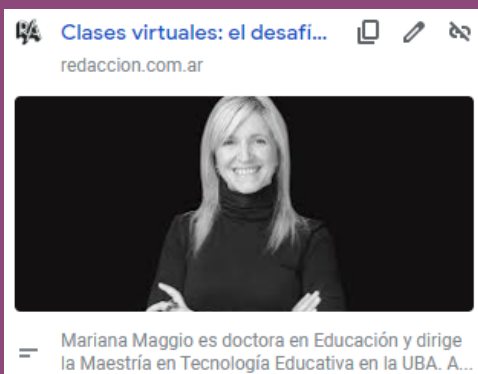 R/A Clases virtuales: el desafí...
redaccion.com.ar
Mariana Maggio es doctora en Educación y dirige
la Maestría en Tecnología Educativa en la UBA. A...